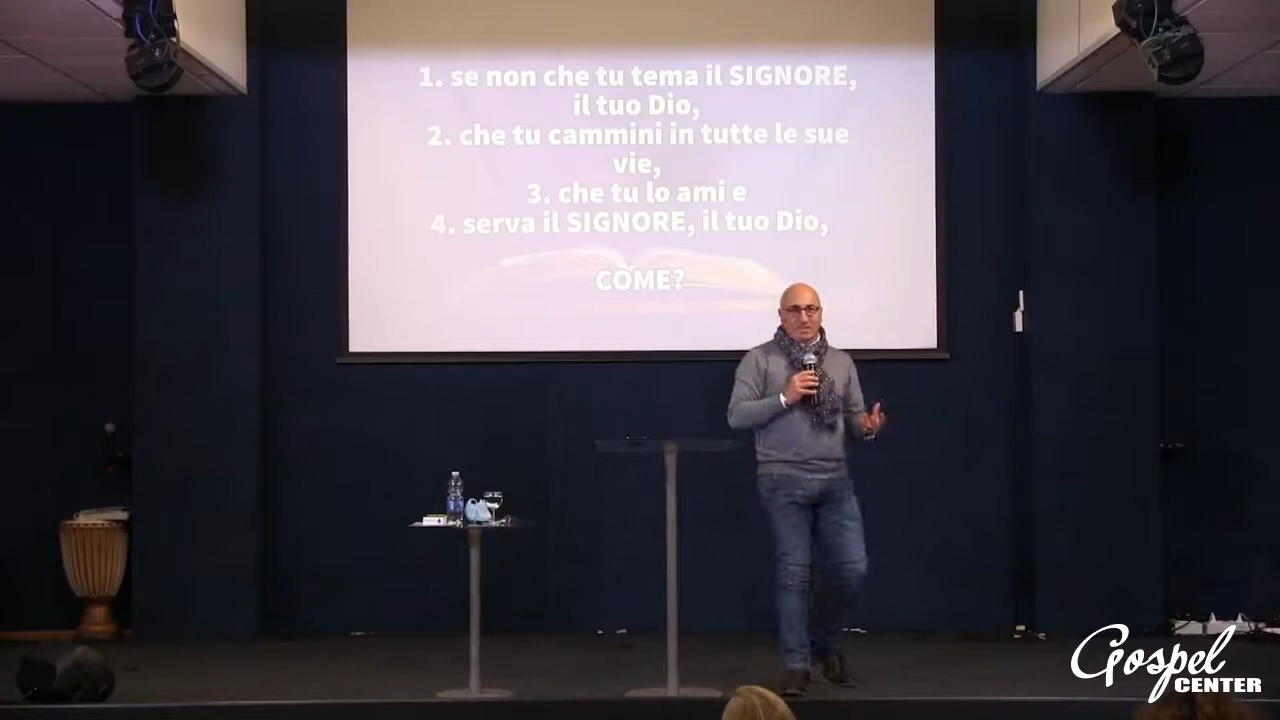 1. se non che tu tema il SIGNORE,
il tuo Dio,
2. che tu cammini in tutte le sue
vie,
3. che tu lo ami e
4. serva il SIGNORE, il tuo Dio,
COME?
Gospel
CENTER